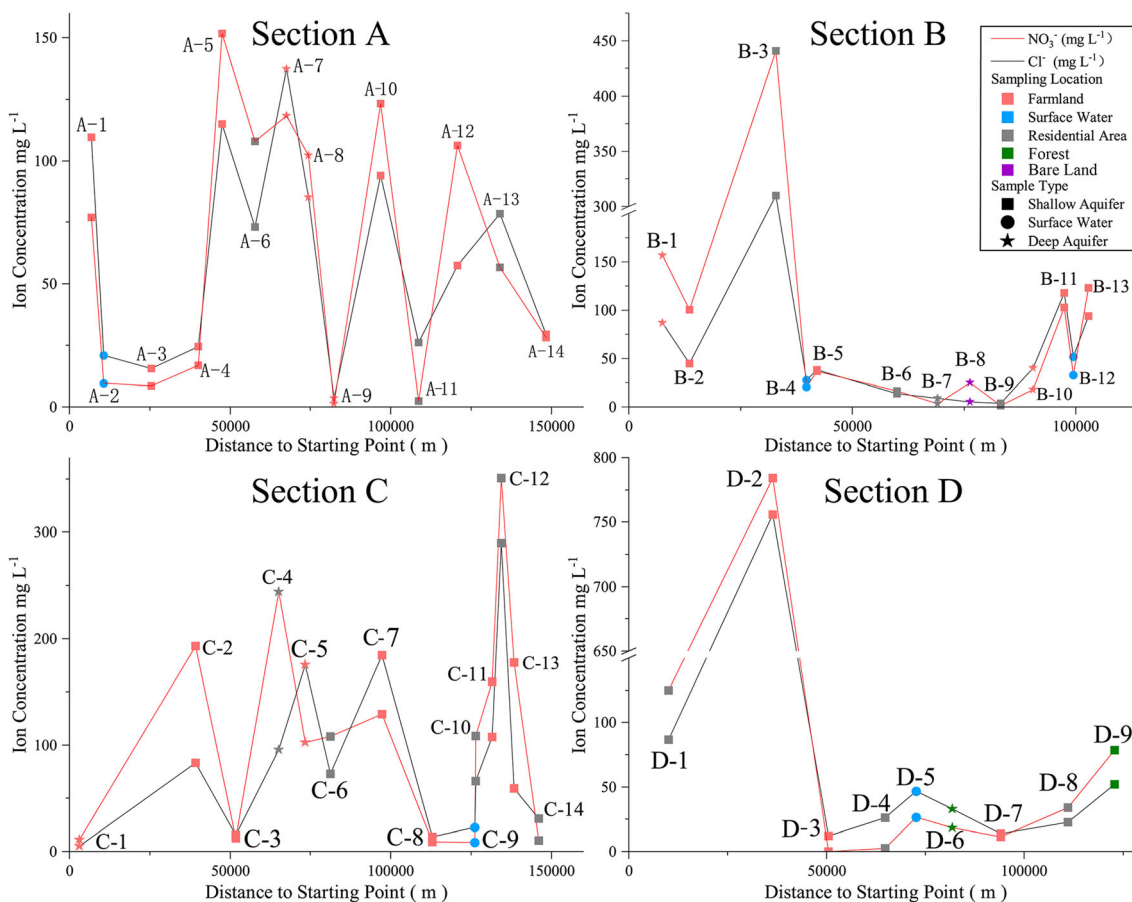 Section A
Ion Concentration mg L⁻¹
150
100
50
0
A-1
A-2
A-3
A-4
A-5
A-6
A-7
A-8
A-9
A-10
A-11
A-12
A-13
A-14
0
50000
100000
150000
Distance to Starting Point ( m )
Section B
Ion Concentration mg L⁻¹
450
400
350
300
150
100
50
0
B-1
B-2
B-3
B-4
B-5
B-6
B-7
B-8
B-9
B-10
B-11
B-12
B-13
0
50000
100000
Distance to Starting Point ( m )
NO₃⁻ (mg L⁻¹)
Cl⁻ (mg L⁻¹)
Sampling Location
Farmland
Surface Water
Residential Area
Forest
Bare Land
Sample Type
Shallow Aquifer
Surface Water
Deep Aquifer
Section C
Ion Concentration mg L⁻¹
300
200
100
0
C-1
C-2
C-3
C-4
C-5
C-6
C-7
C-8
C-9
C-10
C-11
C-12
C-13
C-14
0
50000
100000
150000
Distance to Starting Point ( m )
Section D
Ion Concentration mg L⁻¹
800
750
700
650
100
50
0
D-1
D-2
D-3
D-4
D-5
D-6
D-7
D-8
D-9
0
50000
100000
Distance to Starting Point ( m )